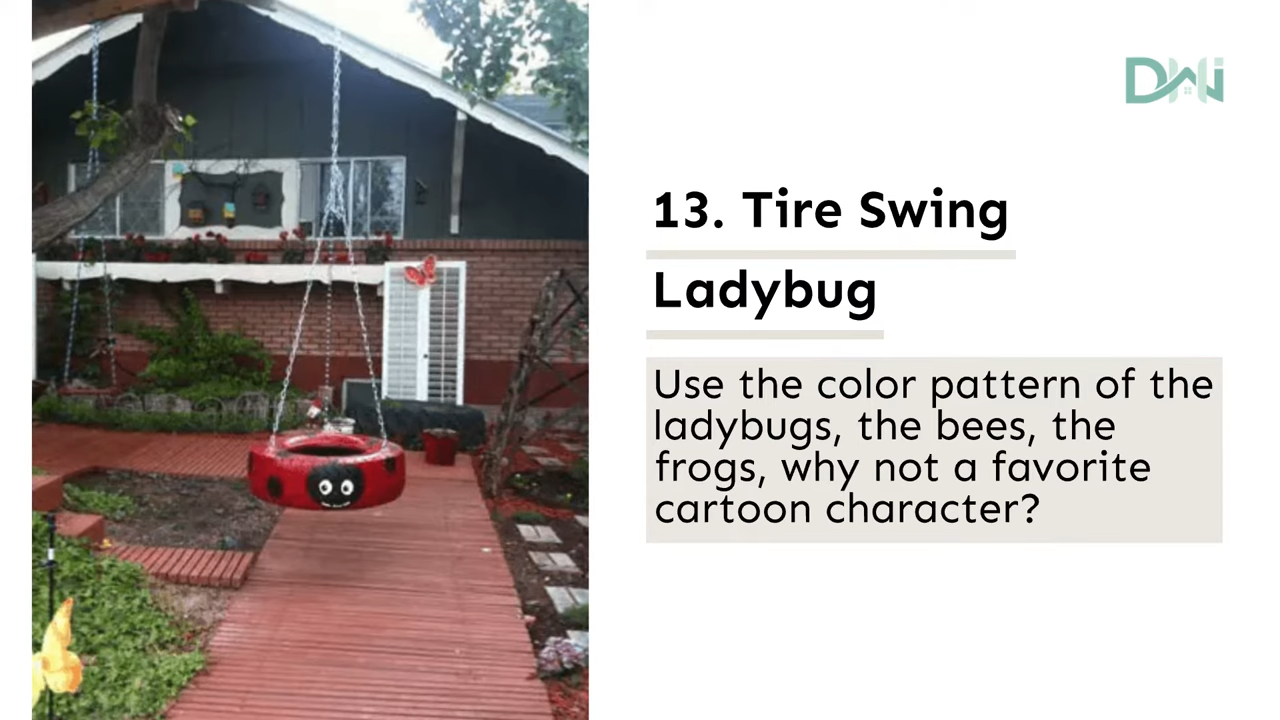 DHI
13. Tire Swing
Ladybug
Use the color pattern of the
ladybugs, the bees, the
frogs, why not a favorite
cartoon character?